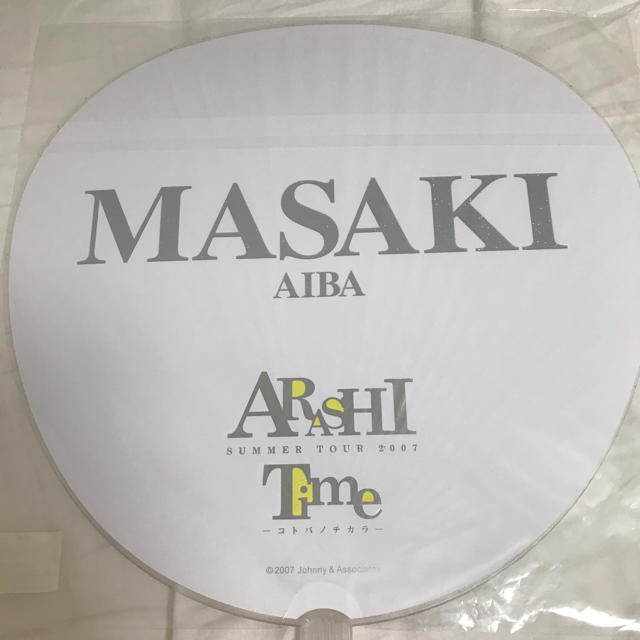 MASAKI
AIBA
ARASHI
SUMMER TOUR 2007
Time
－コトバノチカラ－
©2007 Johnny & Associates